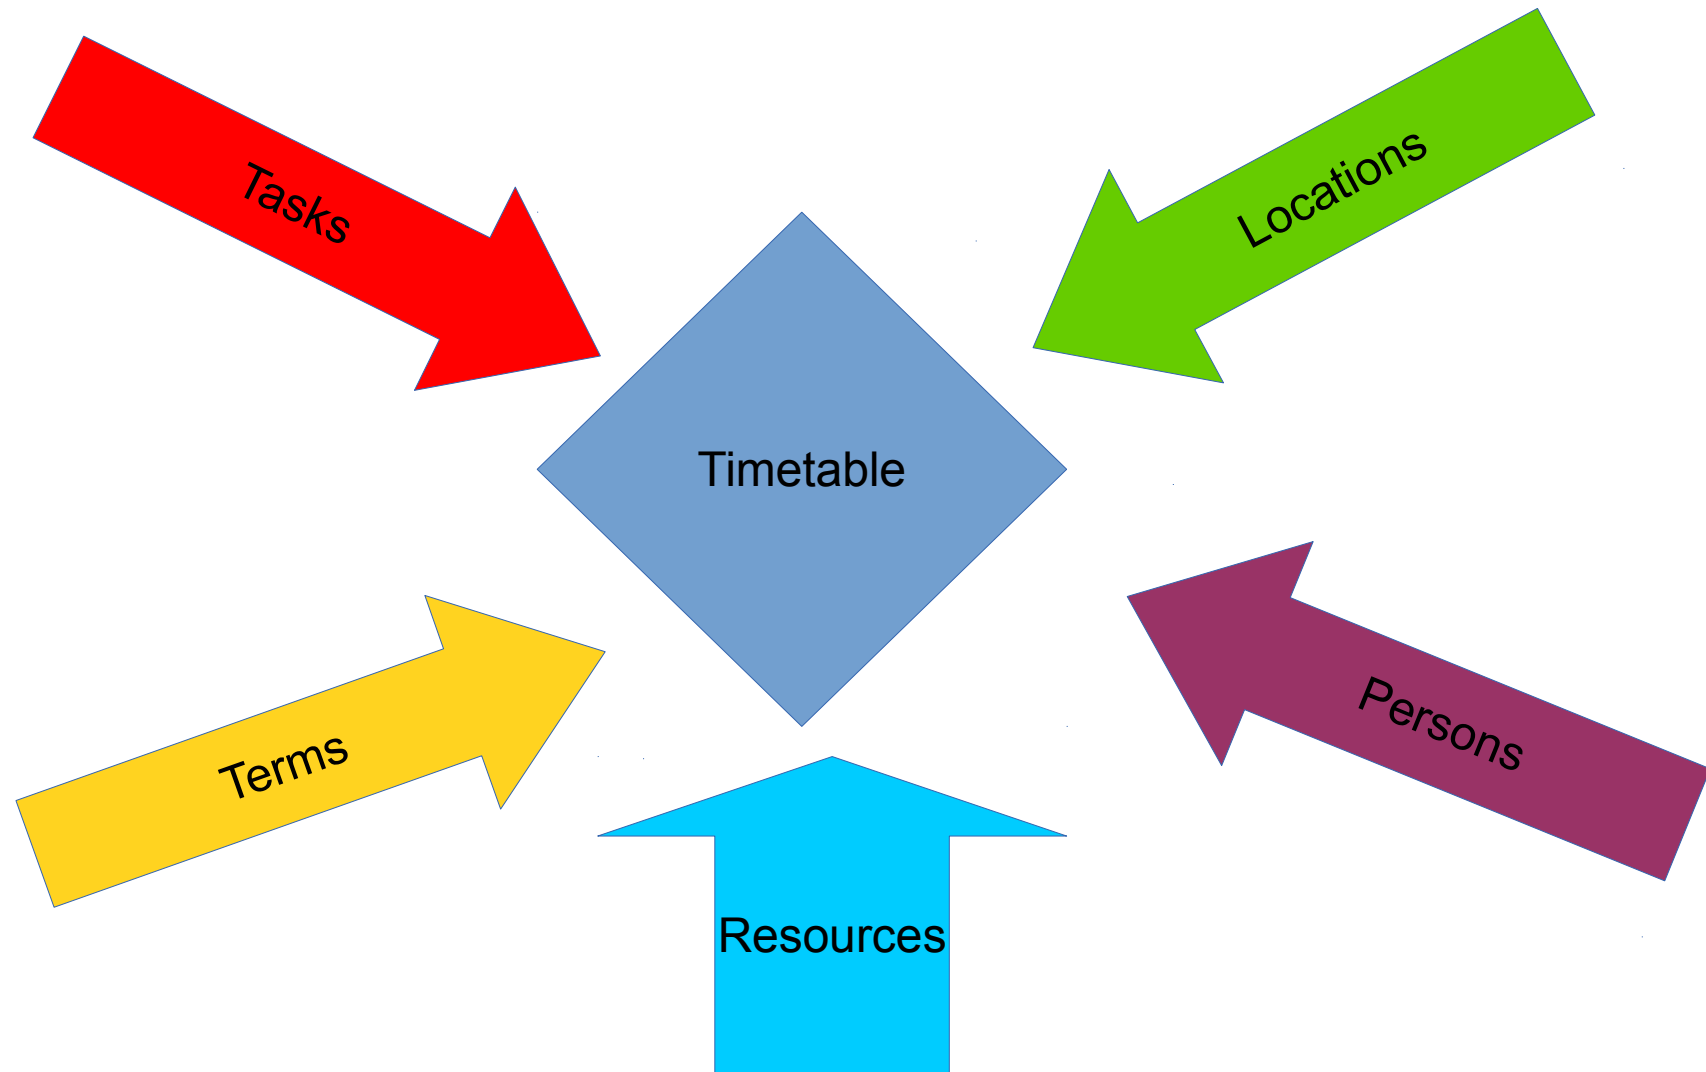 Tasks
Locations
Timetable
Terms
Persons
Resources